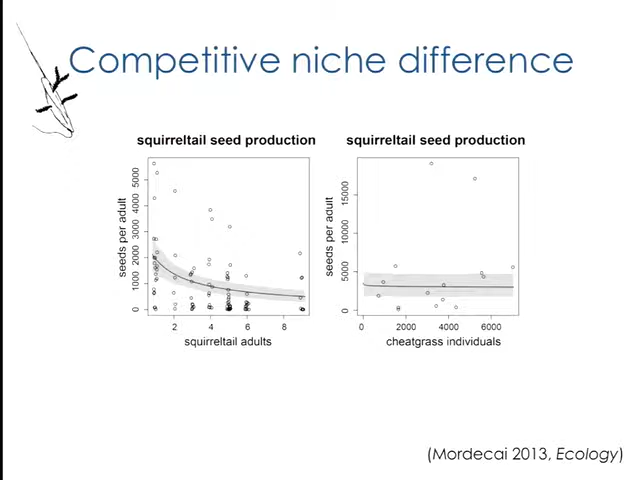 Competitive niche difference
squirreltail seed production
seeds per adult
0 1000 2000 3000 4000 5000
2 4 6 8
squirreltail adults
squirreltail seed production
seeds per adult
0 5000 10000 15000
0 2000 4000 6000
cheatgrass individuals
(Mordecai 2013, Ecology)